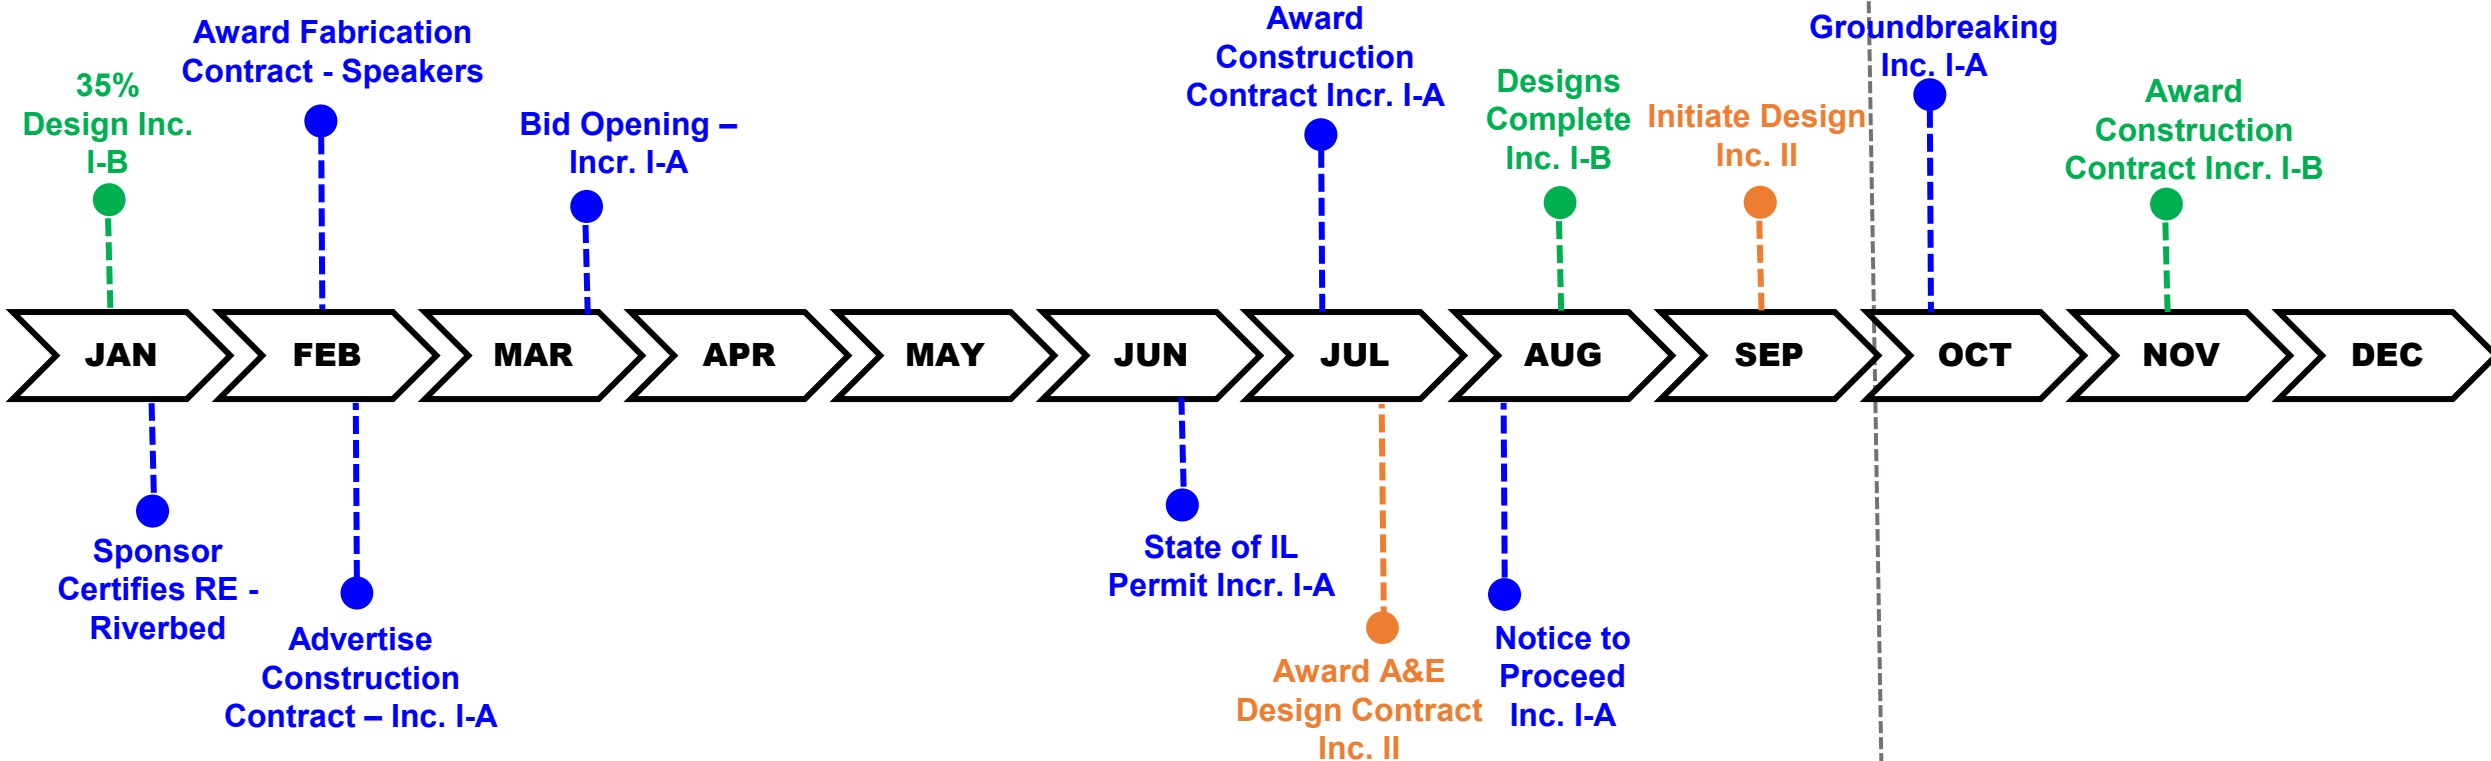 35%
Design Inc.
I-B
Award Fabrication
Contract - Speakers
Bid Opening –
Incr. I-A
Award
Construction
Contract Incr. I-A
Designs
Complete
Inc. I-B
Initiate Design
Inc. II
Groundbreaking
Inc. I-A
Award
Construction
Contract Incr. I-B
JAN
FEB
MAR
APR
MAY
JUN
JUL
AUG
SEP
OCT
NOV
DEC
Sponsor
Certifies RE -
Riverbed
Advertise
Construction
Contract – Inc. I-A
State of IL
Permit Incr. I-A
Award A&E
Design Contract
Inc. II
Notice to
Proceed
Inc. I-A